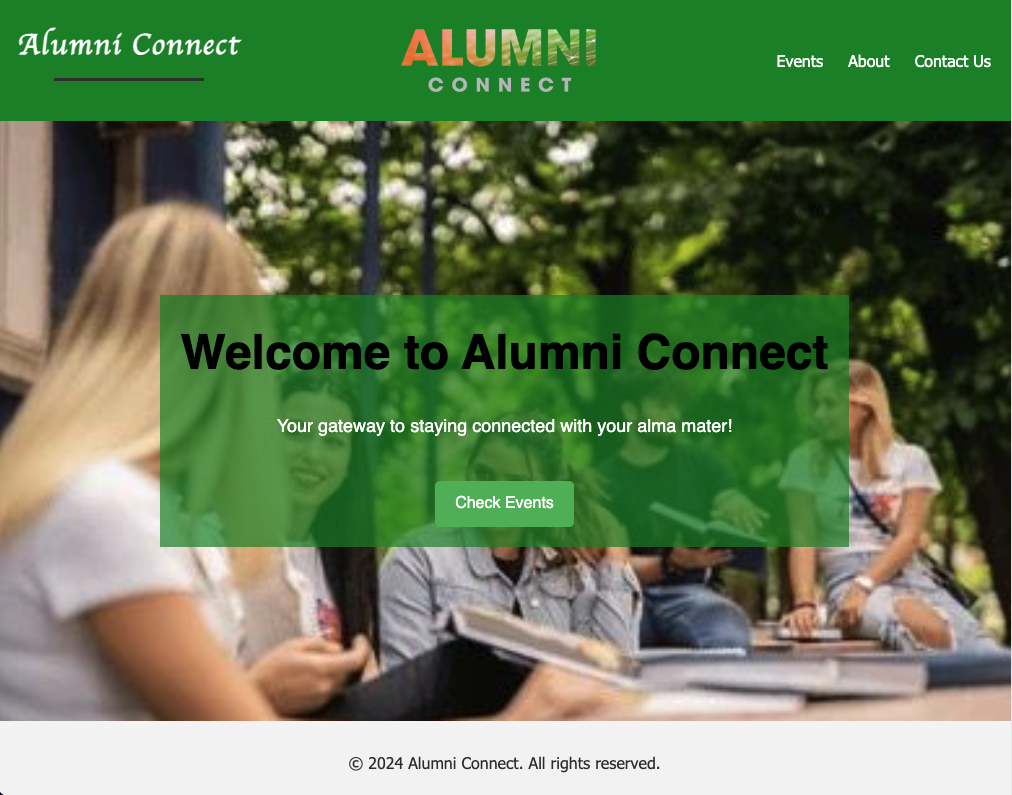 Alumni Connect
ALUMNI
CONNECT
Events About Contact Us
Welcome to Alumni Connect
Your gateway to staying connected with your alma mater!
Check Events
© 2024 Alumni Connect. All rights reserved.